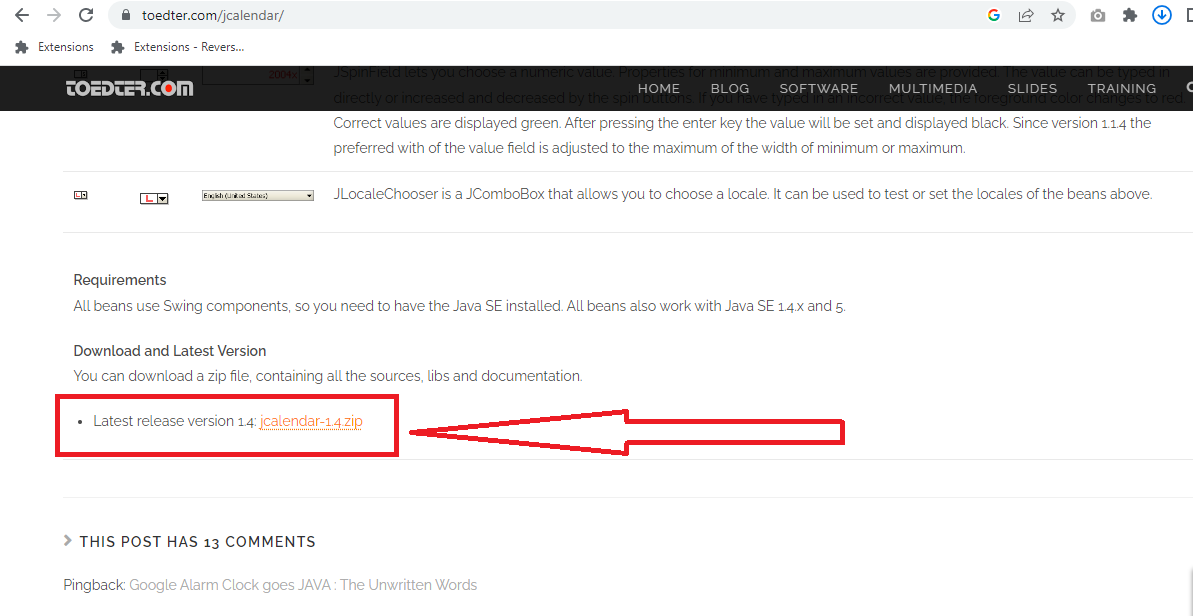 toedter.com/jcalendar/
Extensions
Extensions - Revers...
TOEDTER.COM
HOME BLOG SOFTWARE MULTIMEDIA SLIDES TRAINING
2004
JSpinField lets you choose a numeric value. Properties for minimum and maximum values are provided. The value can be typed in
directly or increased and decreased by the spin buttons. If you have typed in an incorrect value, the foreground color changes to red.
Correct values are displayed green. After pressing the enter key the value will be set and displayed black. Since version 1.1.4 the
preferred with of the value field is adjusted to the maximum of the width of minimum or maximum.
L
L
English (United States)
JLocaleChooser is a JComboBox that allows you to choose a locale. It can be used to test or set the locales of the beans above.
Requirements
All beans use Swing components, so you need to have the Java SE installed. All beans also work with Java SE 1.4.x and 5.
Download and Latest Version
You can download a zip file, containing all the sources, libs and documentation.
• Latest release version 1.4: jcalendar-1.4.zip
THIS POST HAS 13 COMMENTS
Pingback: Google Alarm Clock goes JAVA : The Unwritten Words